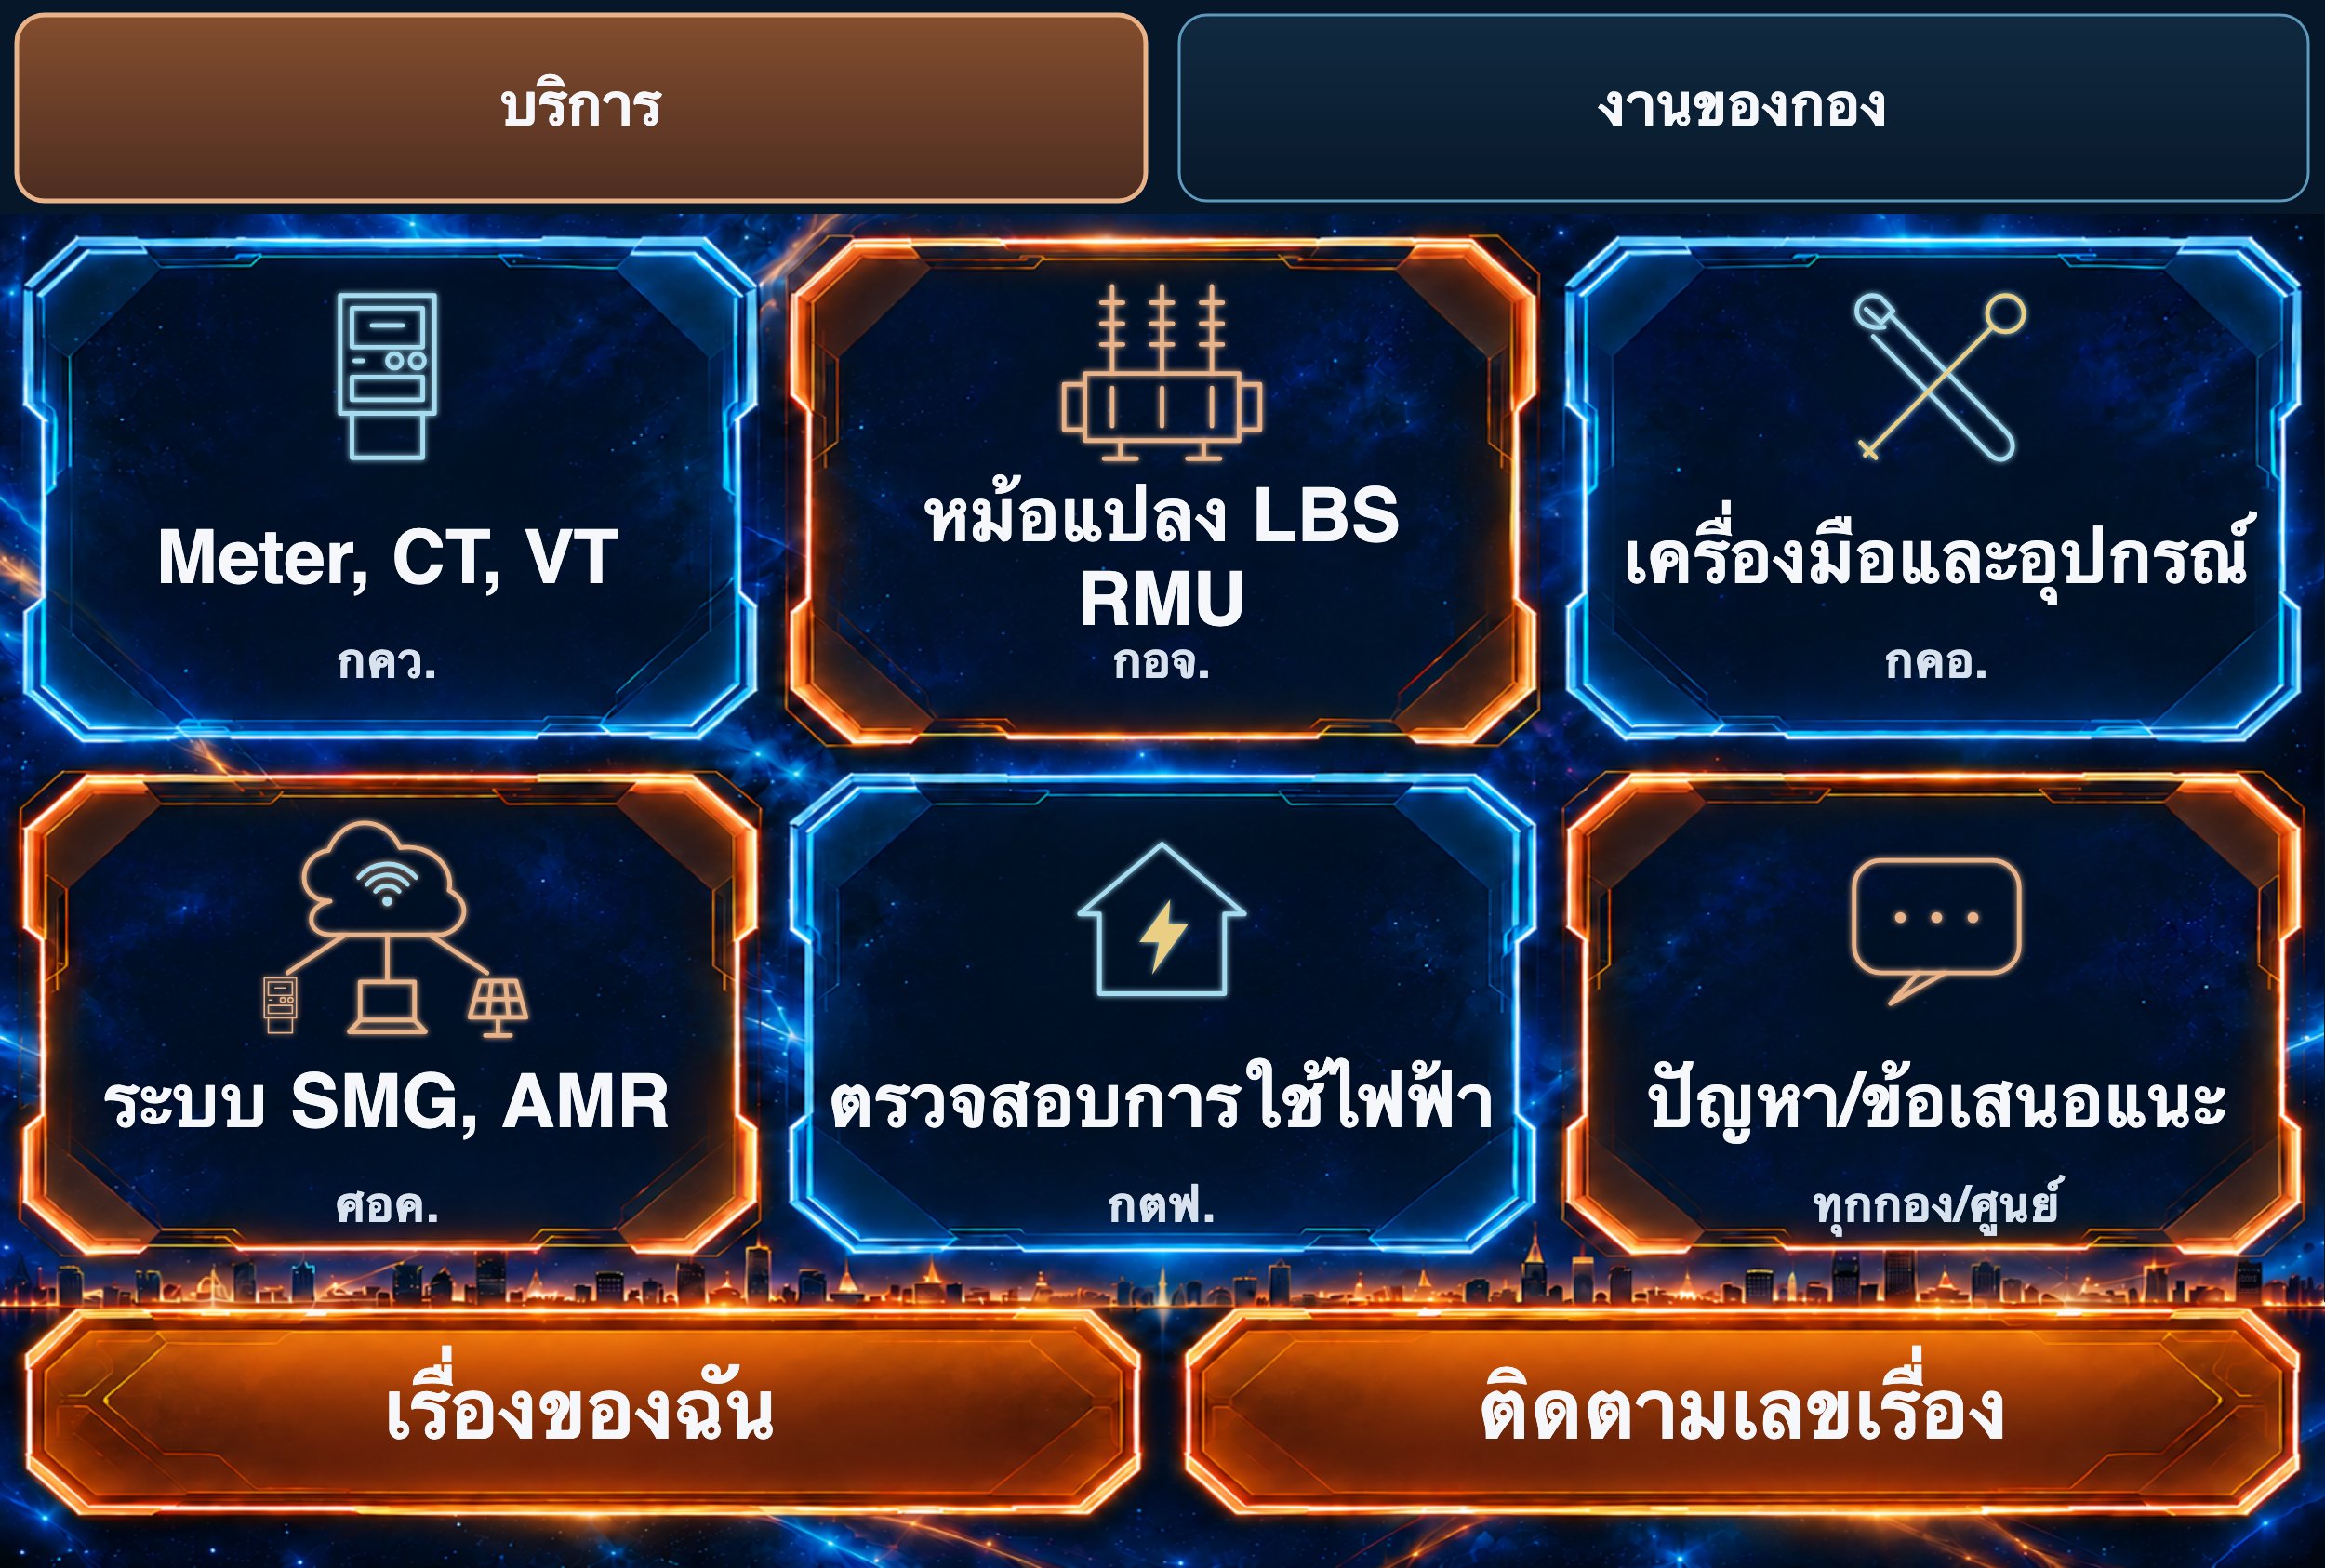 บริการ
งานของกอง
Meter, CT, VT
กคว.
หม้อแปลง LBS
RMU
กอจ.
เครื่องมือและอุปกรณ์
กคอ.
ระบบ SMG, AMR
ศอค.
ตรวจสอบการใช้ไฟฟ้า
กตฟ.
ปัญหา/ข้อเสนอแนะ
ทุกกอง/ศูนย์
เรื่องของฉัน
ติดตามเลขเรื่อง